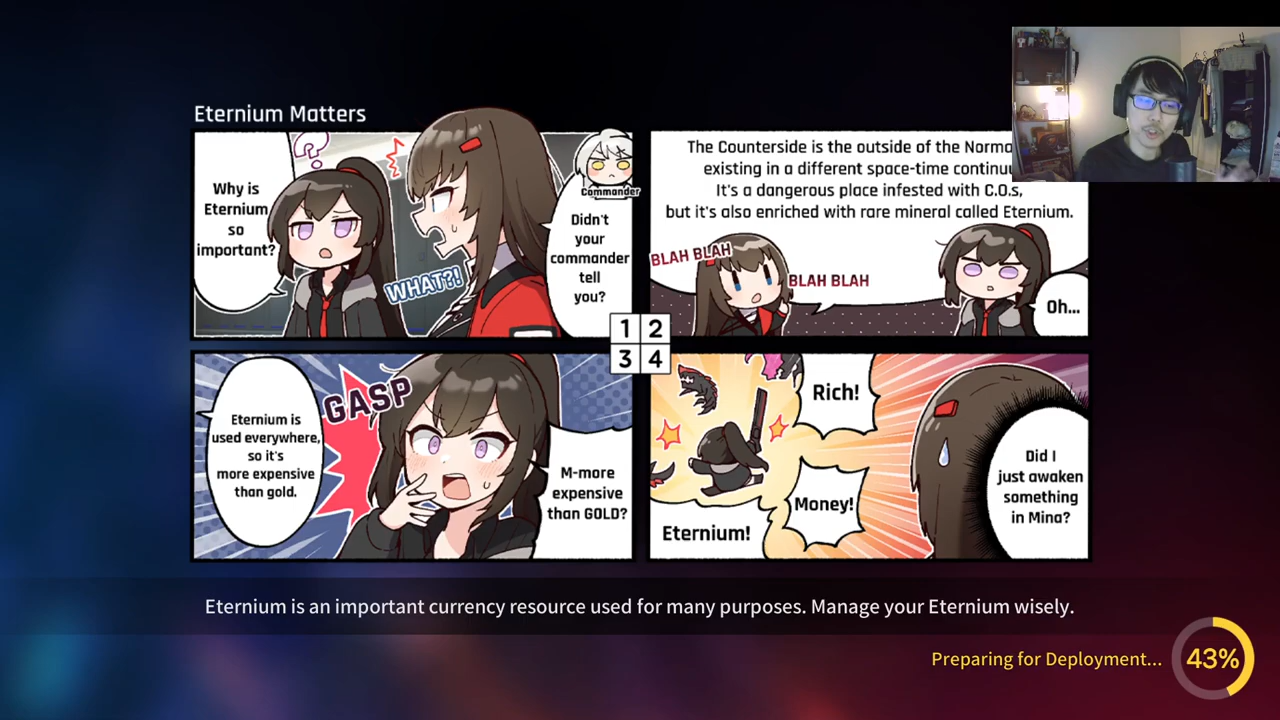 Eternium Matters
Why is
Eternium
so
important?
WHAT?!
Commander
Didn't
your
commander
tell
you?
The Counterside is the outside of the
existing in a different space-time
It's a dangerous place infested with C.O.s,
but it's also enriched with rare mineral called Eternium.
BLAH BLAH
BLAH BLAH
Oh...
1 2
3 4
Eternium is
used everywhere,
so it's
more expensive
than gold.
GASP
M-more
expensive
than GOLD?
Rich!
Money!
Eternium!
Did I
just awaken
something
in Mina?
Eternium is an important currency resource used for many purposes. Manage your Eternium wisely.
Preparing for Deployment...
43%